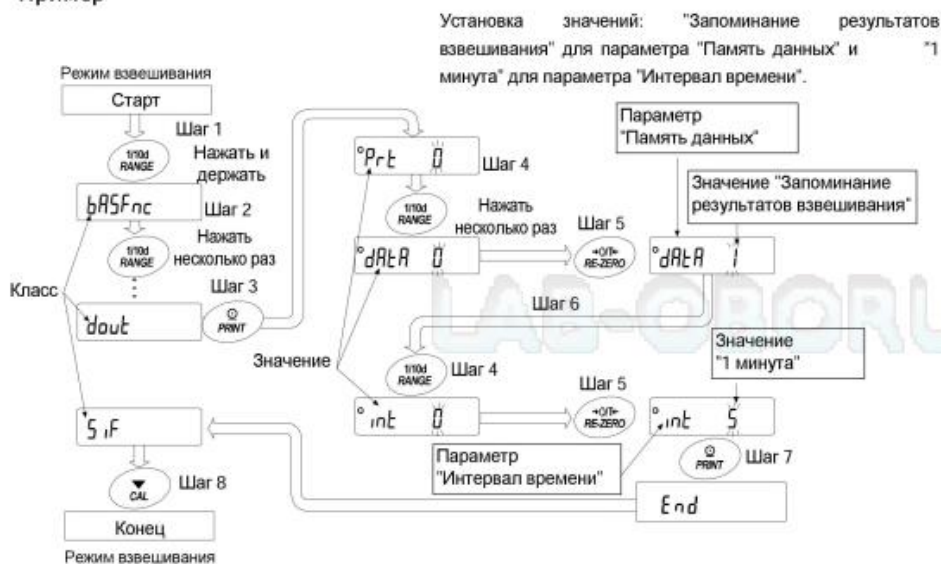 Установка значений: "Запоминание результатов
взвешивания" для параметра "Память данных" и "1
минута" для параметра "Интервал времени".
Режим взвешивания
Старт
Шаг 1
1/10d
RANGE
Нажать и
держать
bASFnc
Шаг 2
1/10d
RANGE
Нажать
несколько раз
Класс
Шаг 3
dout
PRINT
Prt 0
Шаг 4
1/10d
RANGE
Нажать
несколько раз
dAtA 0
Шаг 5
→0/T←
RE-ZERO
Параметр
"Память данных"
Значение "Запоминание
результатов взвешивания"
dAtA 1
Шаг 6
Значение
1/10d
RANGE
Шаг 4
int 0
Шаг 5
→0/T←
RE-ZERO
Значение
"1 минута"
int 5
Параметр
"Интервал времени"
PRINT
Шаг 7
End
SiF
CAL
Шаг 8
Конец
Режим взвешивания
LAB-OBORU